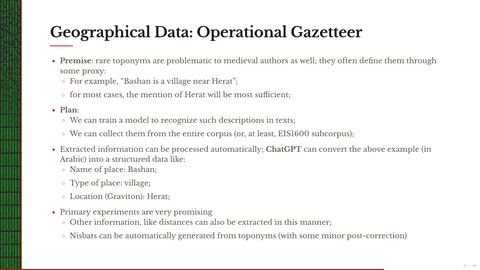 Geographical Data: Operational Gazetteer
• Premise: rare toponyms are problematic to medieval authors as well; they often define them through
some proxy:
○ For example, “Bashan is a village near Herat”;
○ for most cases, the mention of Herat will be most sufficient;
• Plan:
○ We can train a model to recognize such descriptions in texts;
○ We can collect them from the entire corpus (or, at least, EIS1600 subcorpus);
• Extracted information can be processed automatically; ChatGPT can convert the above example (in
Arabic) into a structured data like:
○ Name of place: Bashan;
○ Type of place: village;
○ Location (Graviton): Herat;
• Primary experiments are very promising
○ Other information, like distances can also be extracted in this manner;
○ Nisbats can be automatically generated from toponyms (with some minor post-correction)